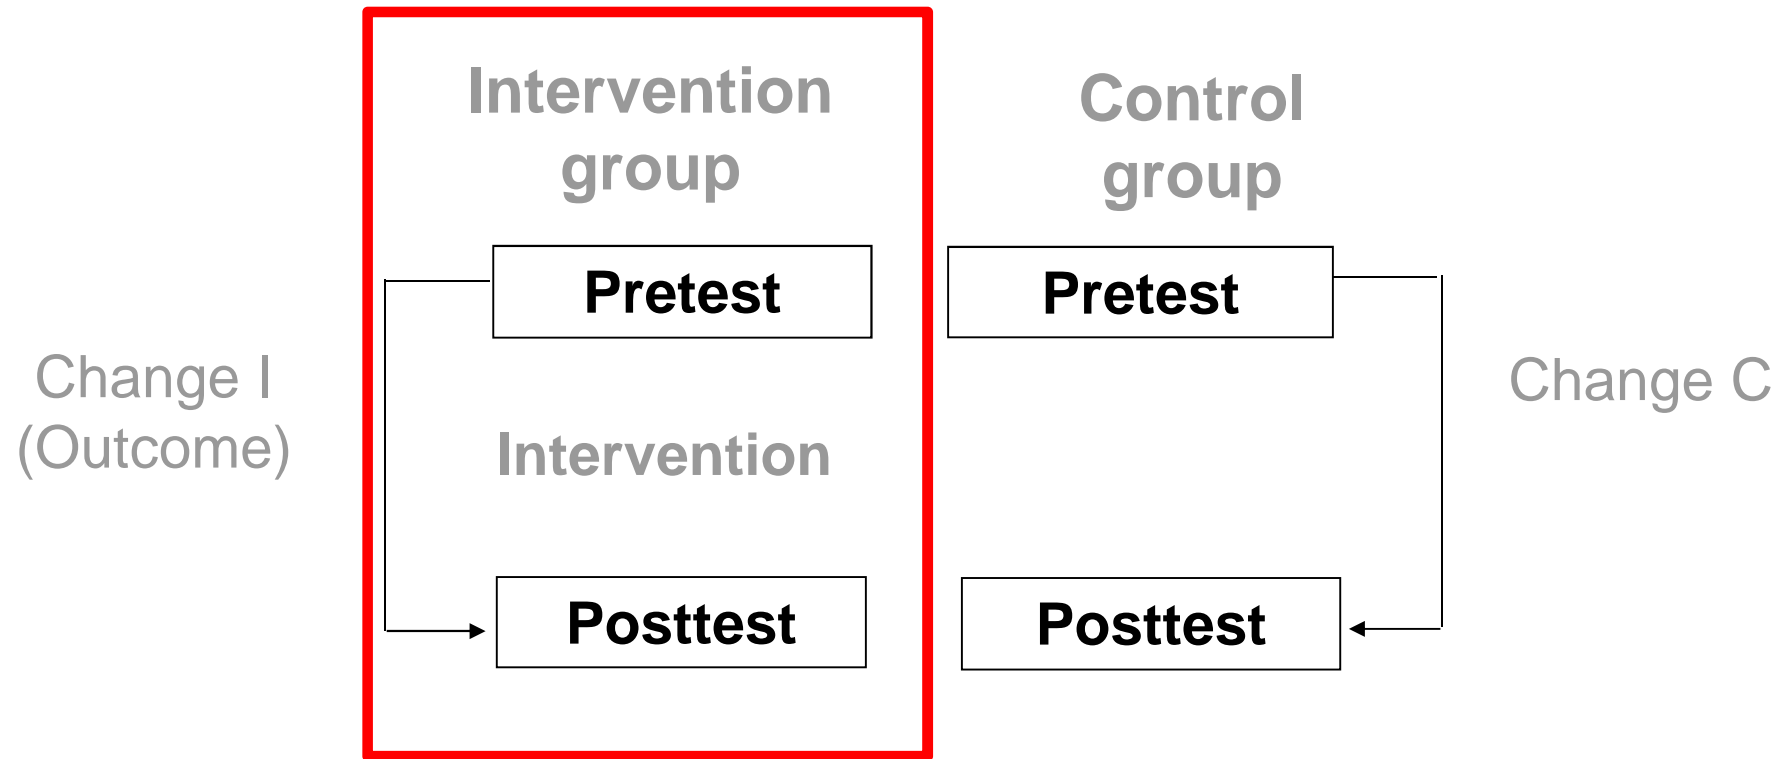 Intervention
group
Control
group
Pretest
Pretest
Change I
(Outcome)
Change C
Intervention
Posttest
Posttest